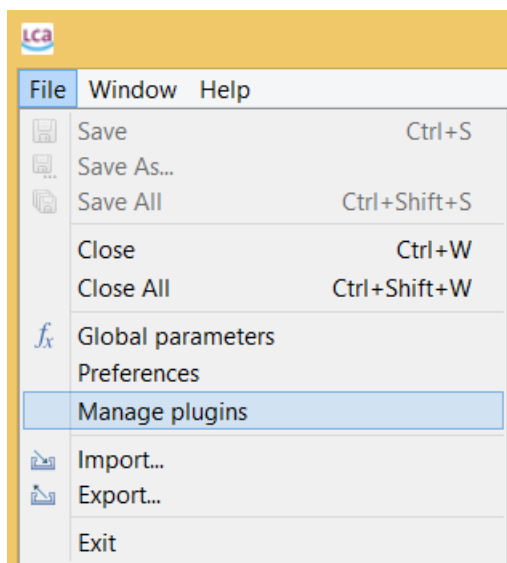 LCA
File Window Help
Save Ctrl+S
Save As...
Save All Ctrl+Shift+S
Close Ctrl+W
Close All Ctrl+Shift+W
fx Global parameters
Preferences
Manage plugins
Import...
Export...
Exit